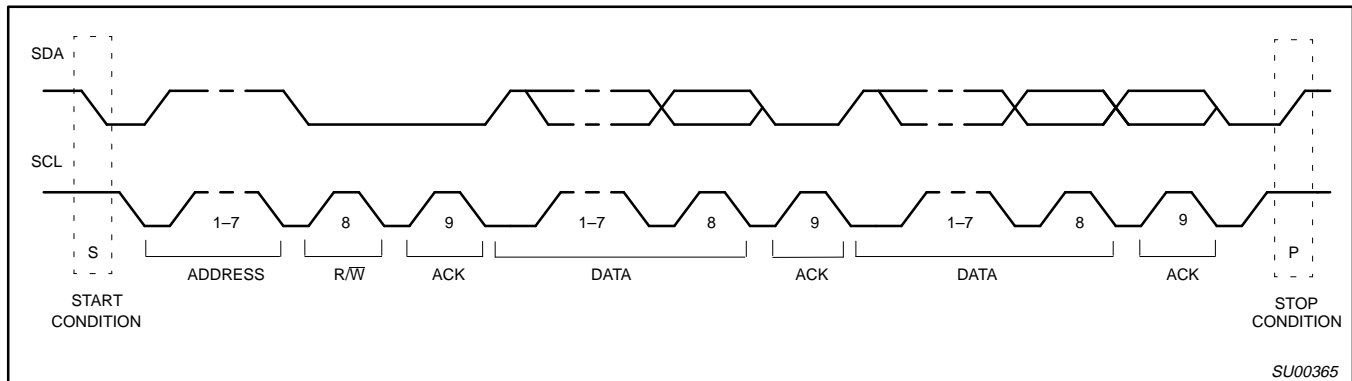 SDA
SCL
1–7 8 9 1–7 8 9 1–7 8 9
S P
ADDRESS R/W̅ ACK DATA ACK DATA ACK
START CONDITION
STOP CONDITION
SU00365